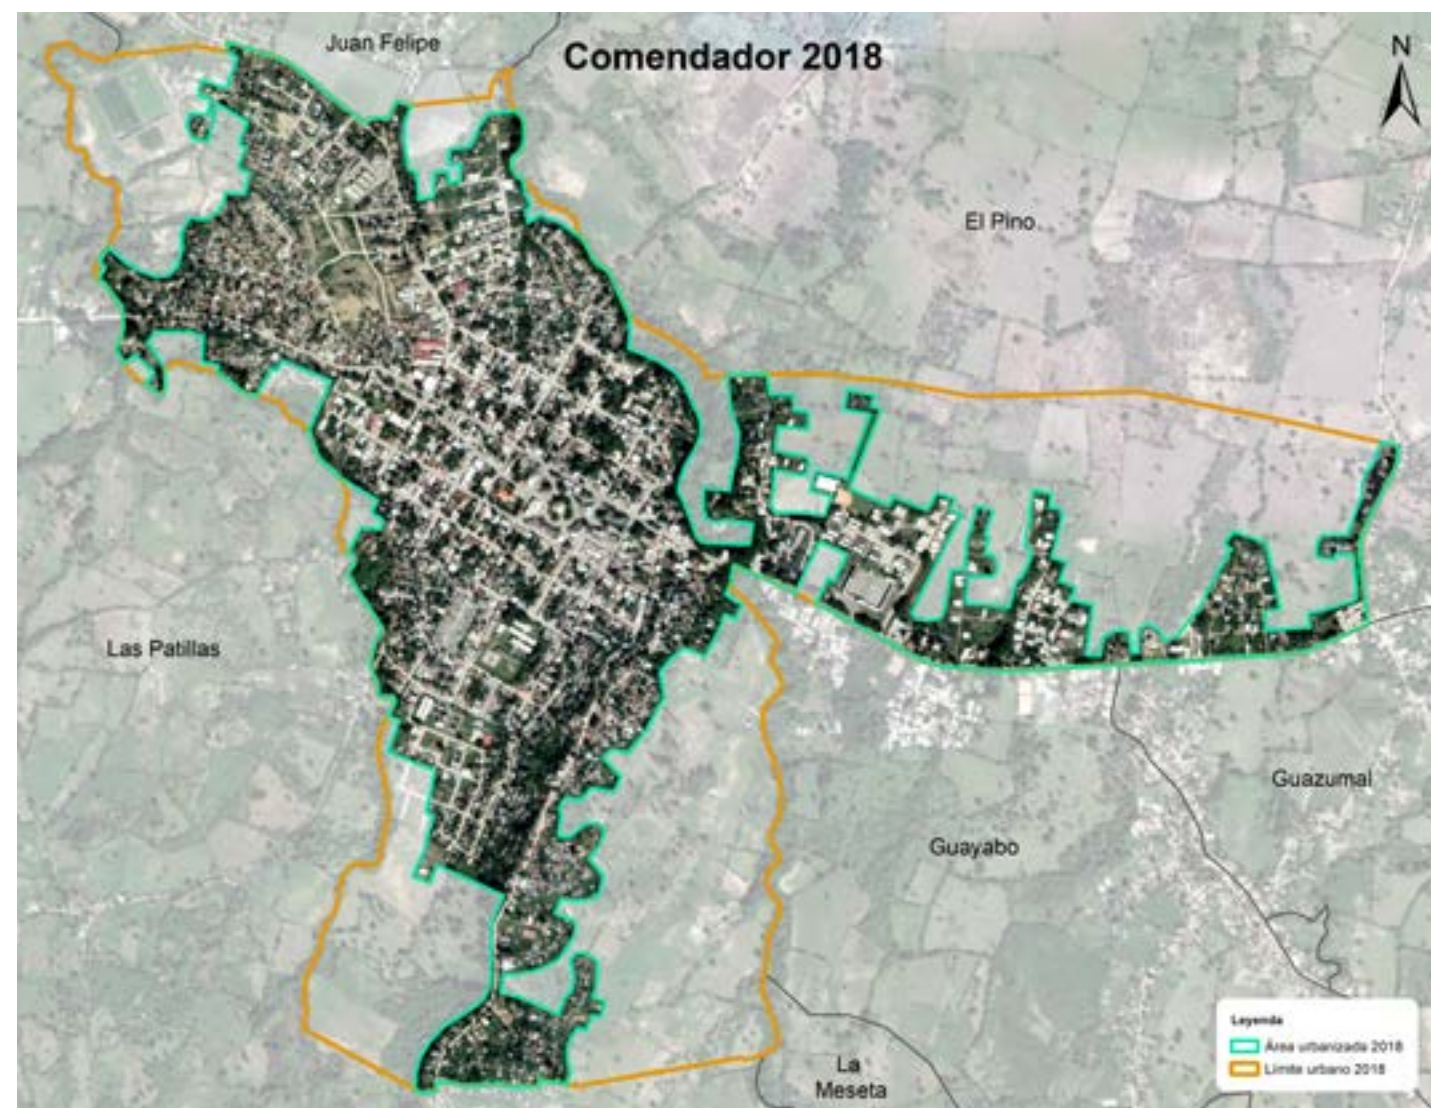 Juan Felipe
Comendador 2018
N
El Pino
Las Patillas
Guazumal
Guayabo
La
Meseta
Leyenda
Área urbanizada 2018
Límite urbano 2018